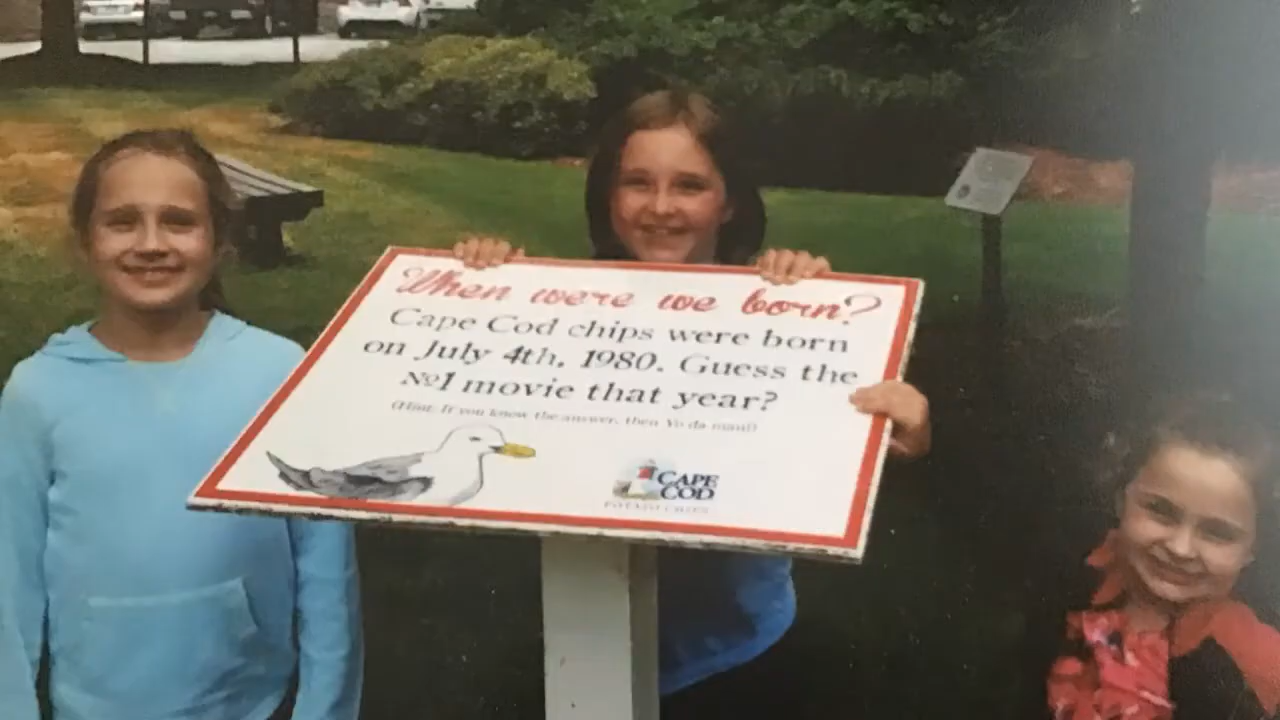 When were we born?
Cape Cod chips were born
on July 4th, 1980. Guess the
№1 movie that year?
(Hint: If you know the answer, then Yo da man!)
CAPE
COD
POTATO CHIPS